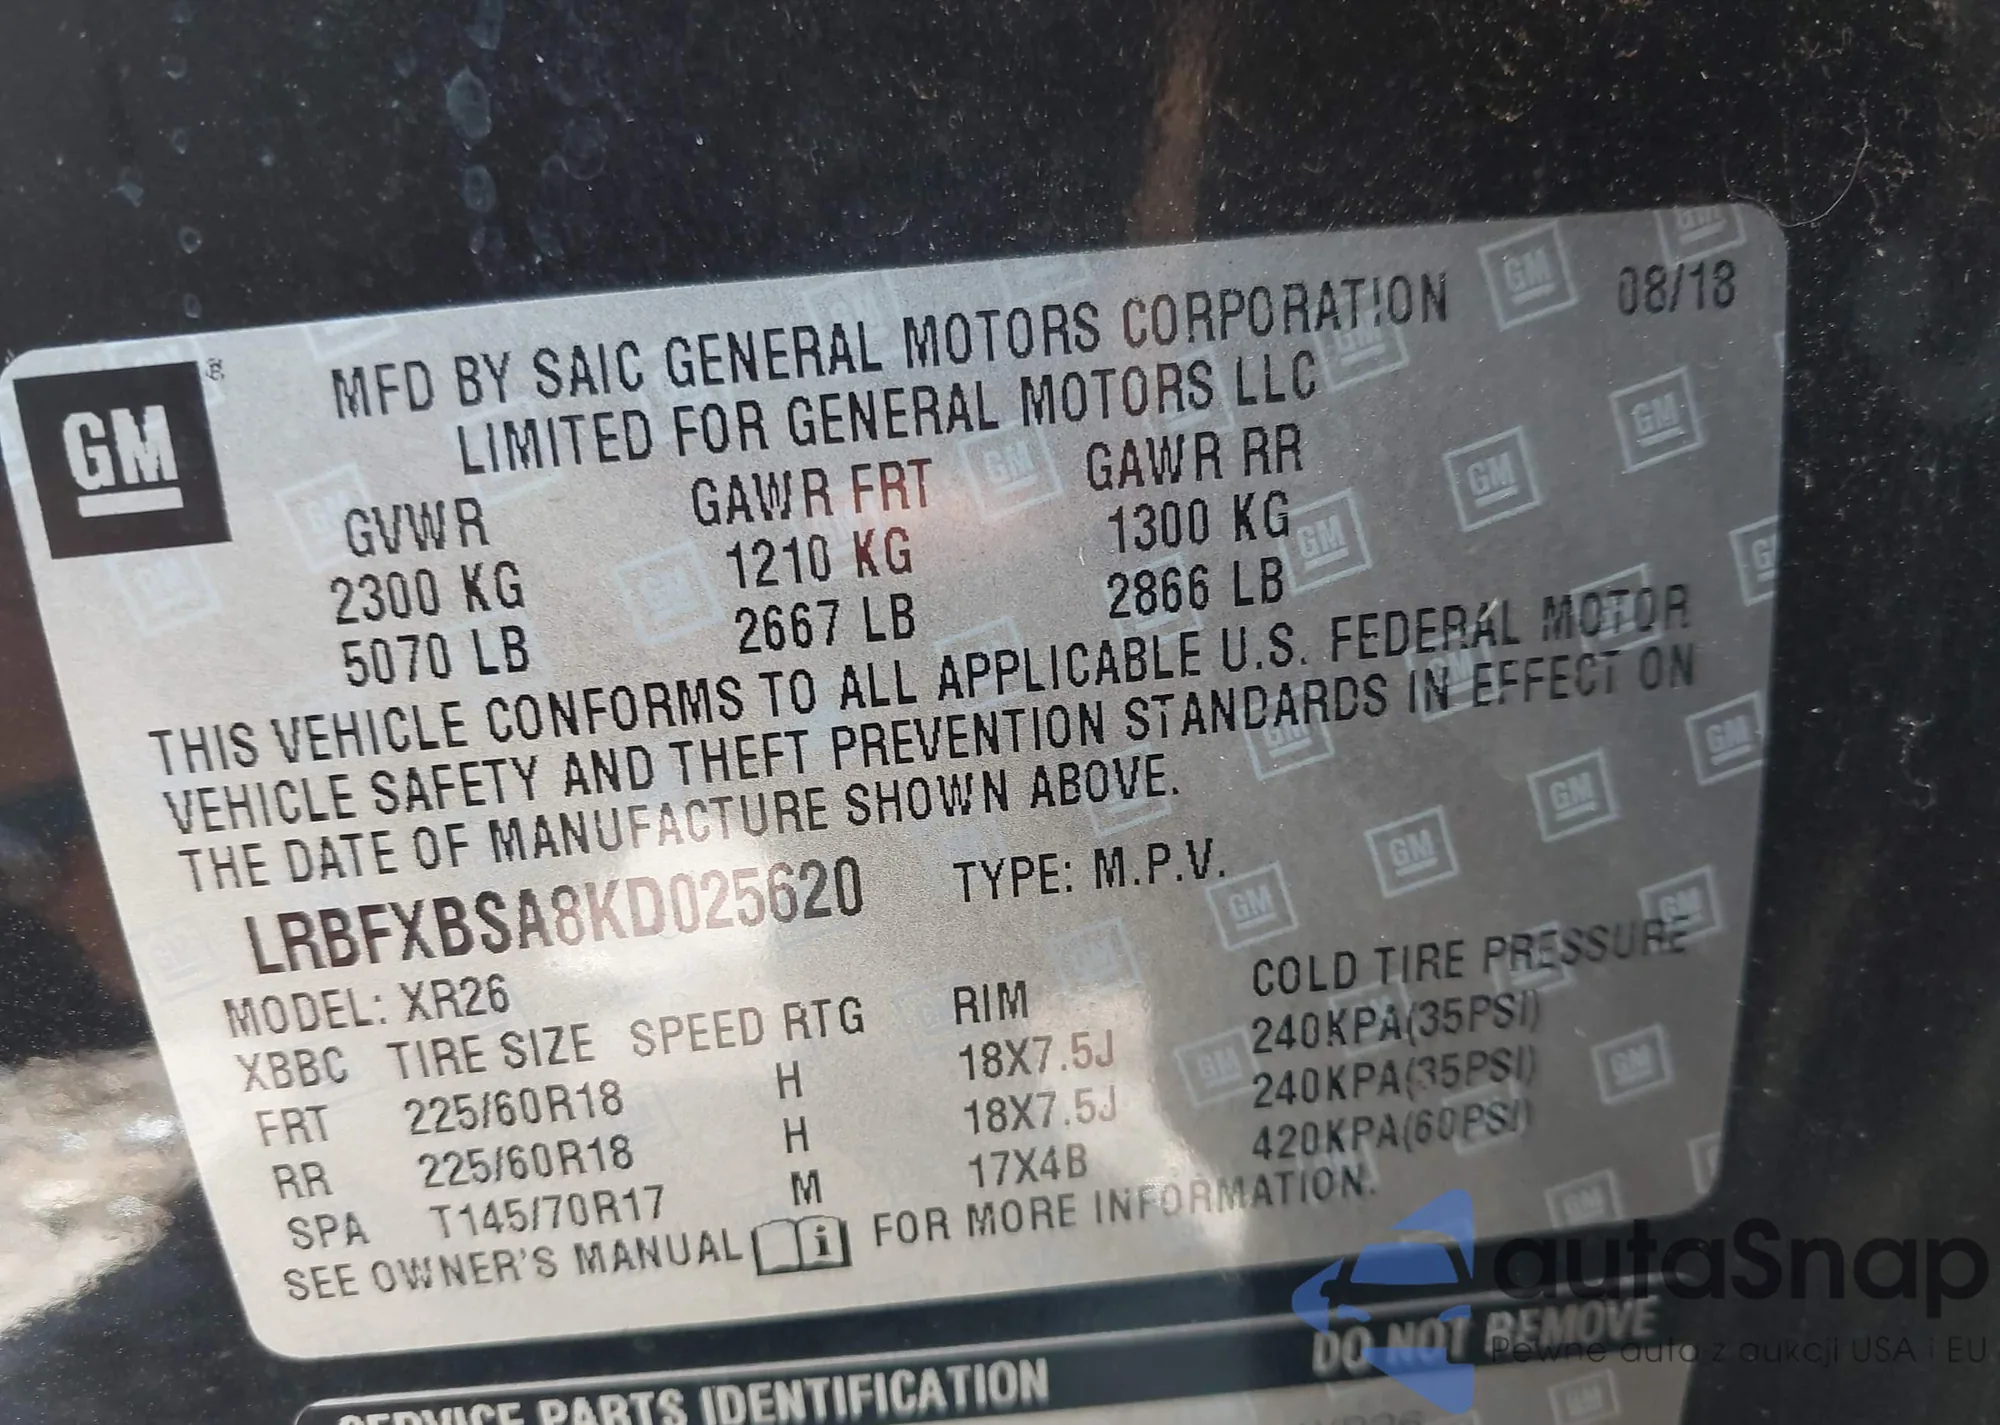 GM ®
MFD BY SAIC GENERAL MOTORS CORPORATION 08/18
LIMITED FOR GENERAL MOTORS LLC
GVWR GAWR FRT GAWR RR
2300 KG 1210 KG 1300 KG
5070 LB 2667 LB 2866 LB
THIS VEHICLE CONFORMS TO ALL APPLICABLE U.S. FEDERAL MOTOR
VEHICLE SAFETY AND THEFT PREVENTION STANDARDS IN EFFECT ON
THE DATE OF MANUFACTURE SHOWN ABOVE.
LRBFXBSA8KD025620 TYPE: M.P.V.
MODEL: XR26
XBBC TIRE SIZE SPEED RTG RIM COLD TIRE PRESSURE
FRT 225/60R18 H 18X7.5J 240KPA(35PSI)
RR 225/60R18 H 18X7.5J 240KPA(35PSI)
SPA T145/70R17 M 17X4B 420KPA(60PSI)
SEE OWNER'S MANUAL i FOR MORE INFORMATION.
DO NOT REMOVE
SERVICE PARTS IDENTIFICATION
autaSnap
Pewne auta z aukcji USA i EU